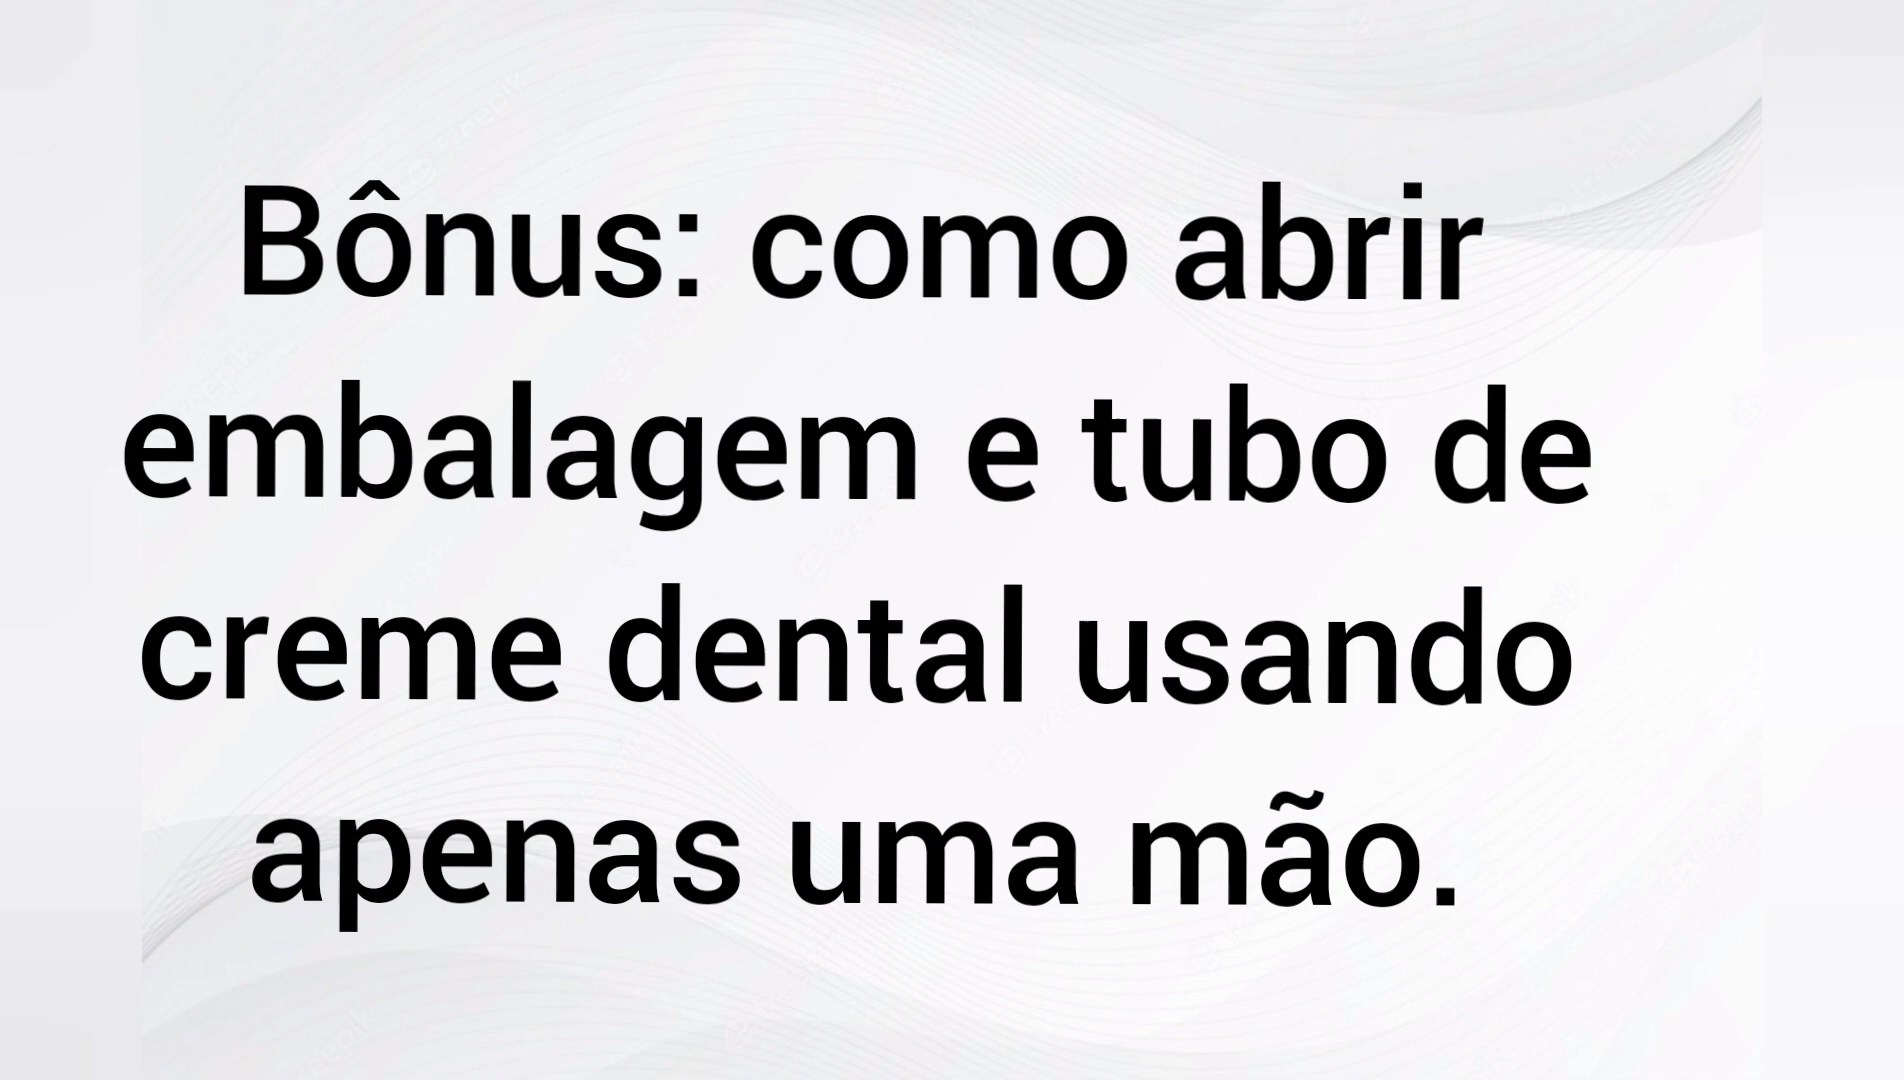 Bônus: como abrir
embalagem e tubo de
creme dental usando
apenas uma mão.